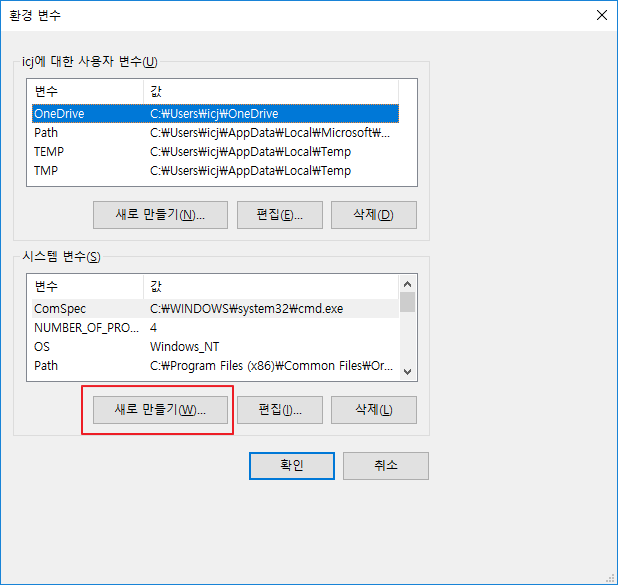 환경 변수
icj에 대한 사용자 변수(U)
변수 값
OneDrive C:₩Users₩icj₩OneDrive
Path C:₩Users₩icj₩AppData₩Local₩Microsoft₩...
TEMP C:₩Users₩icj₩AppData₩Local₩Temp
TMP C:₩Users₩icj₩AppData₩Local₩Temp
새로 만들기(N)... 편집(E)... 삭제(D)
시스템 변수(S)
변수 값
ComSpec C:₩WINDOWS₩system32₩cmd.exe
NUMBER_OF_PRO... 4
OS Windows_NT
Path C:₩Program Files (x86)₩Common Files₩Or...
새로 만들기(W)... 편집(I)... 삭제(L)
확인 취소